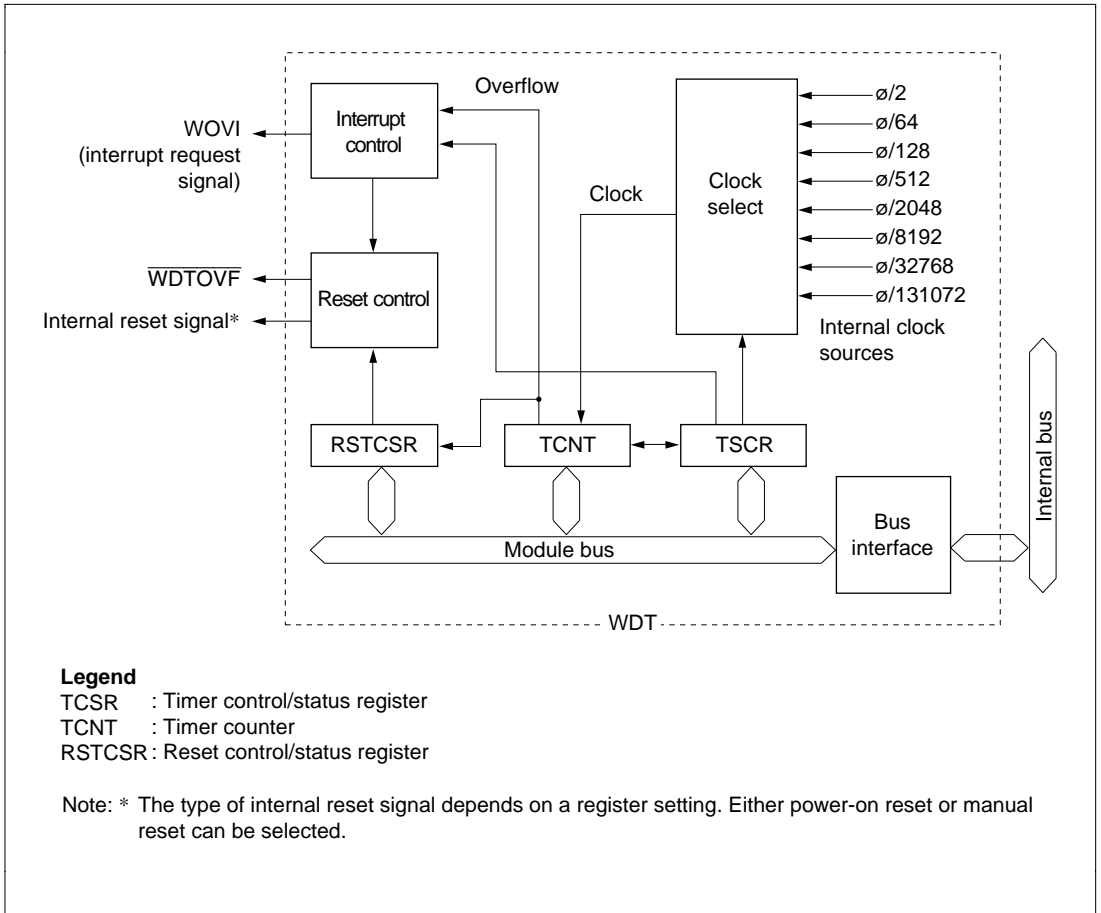 Overflow
Interrupt
control
WOVI
(interrupt request
signal)
Clock
Clock
select
ø/2
ø/64
ø/128
ø/512
ø/2048
ø/8192
ø/32768
ø/131072
Internal clock
sources
WDTOVF
Internal reset signal*
Reset control
RSTCSR
TCNT
TSCR
Module bus
Bus
interface
Internal bus
WDT
Legend
TCSR : Timer control/status register
TCNT : Timer counter
RSTCSR : Reset control/status register
Note: * The type of internal reset signal depends on a register setting. Either power-on reset or manual
reset can be selected.